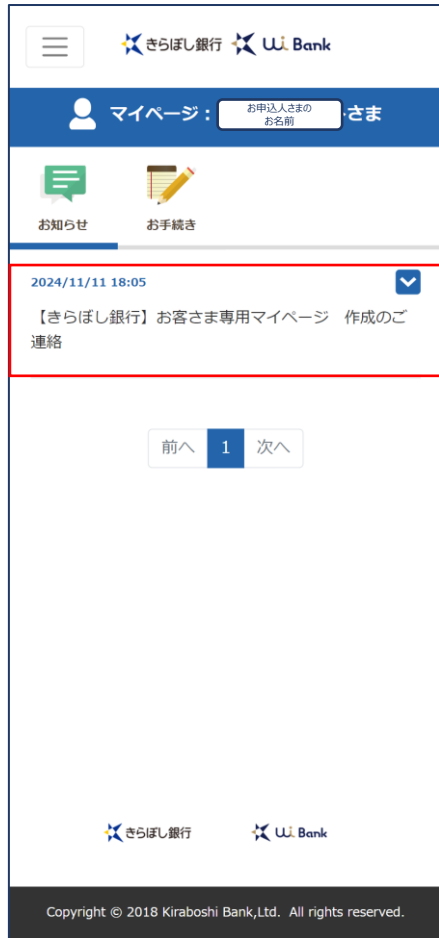 きらぼし銀行 UI Bank
マイページ： お申込人さまの お名前 さま
お知らせ お手続き
2024/11/11 18:05
【きらぼし銀行】お客さま専用マイページ　作成のご
連絡
前へ 1 次へ
きらぼし銀行 UI Bank
Copyright © 2018 Kiraboshi Bank,Ltd. All rights reserved.